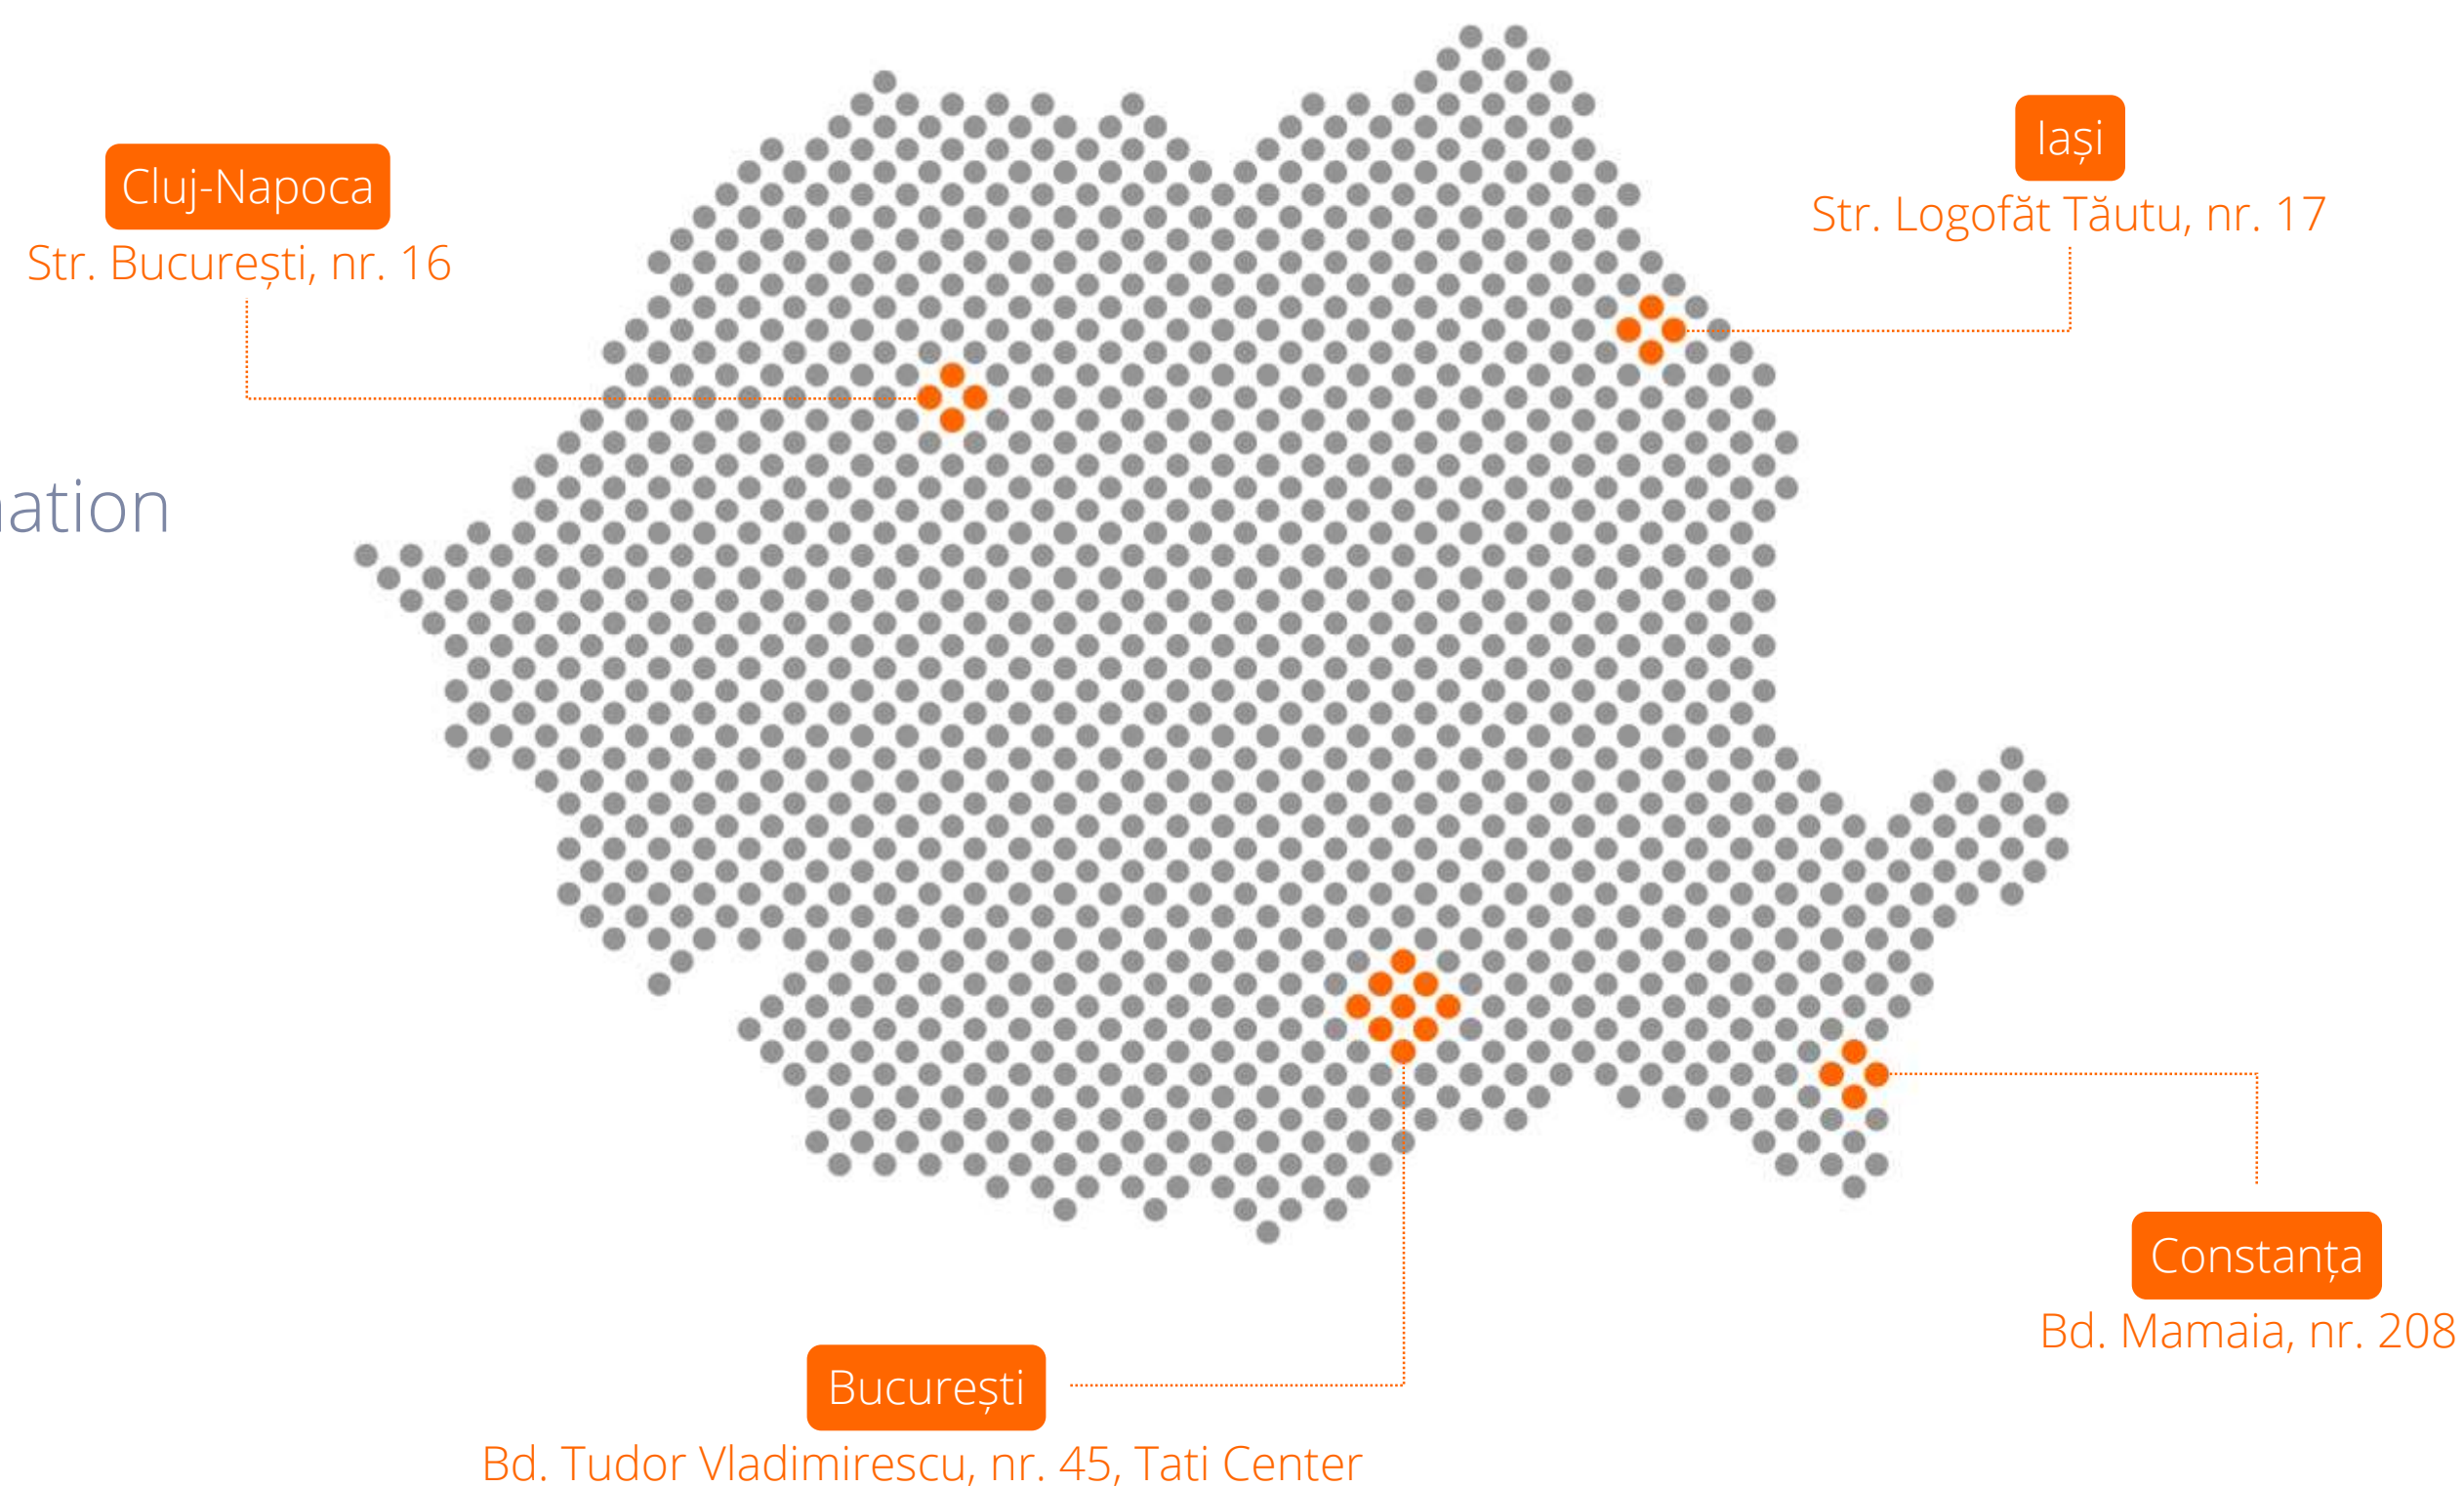 Iași
Str. Logofăt Tăutu, nr. 17
Cluj-Napoca
Str. București, nr. 16
Constanța
Bd. Mamaia, nr. 208
București
Bd. Tudor Vladimirescu, nr. 45, Tati Center